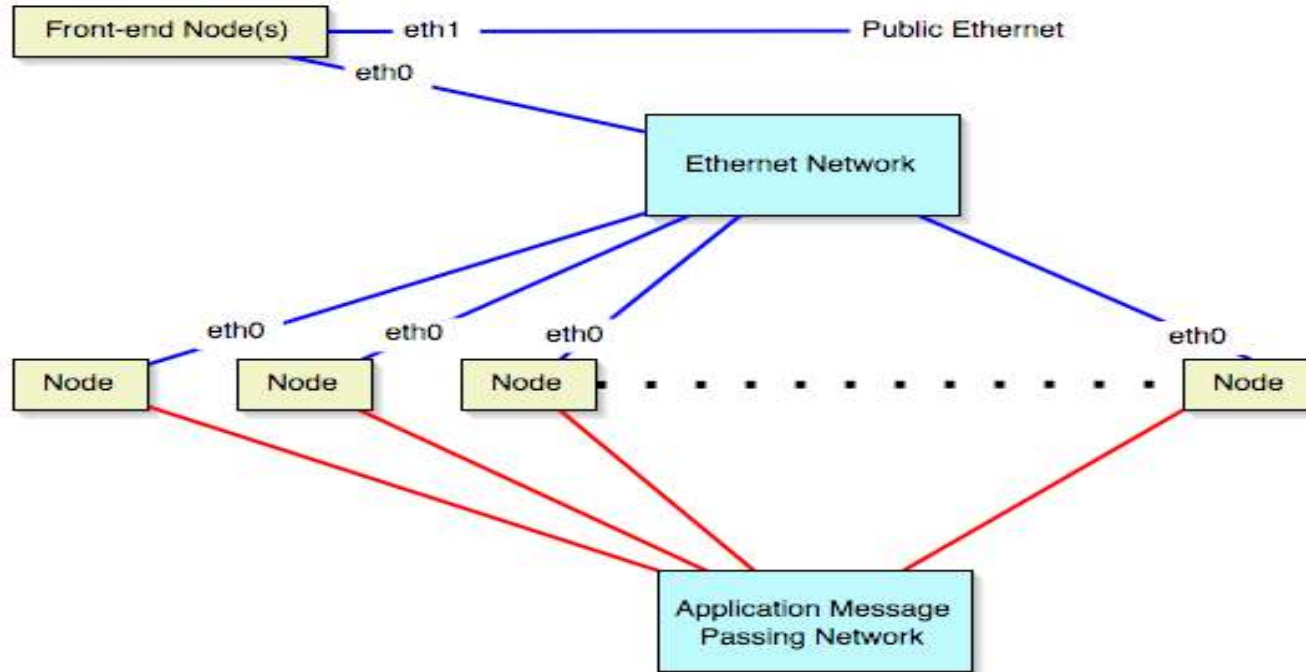 Front-end Node(s)
eth1
Public Ethernet
eth0
Ethernet Network
eth0
eth0
eth0
eth0
Node
Node
Node
Node
Application Message
Passing Network